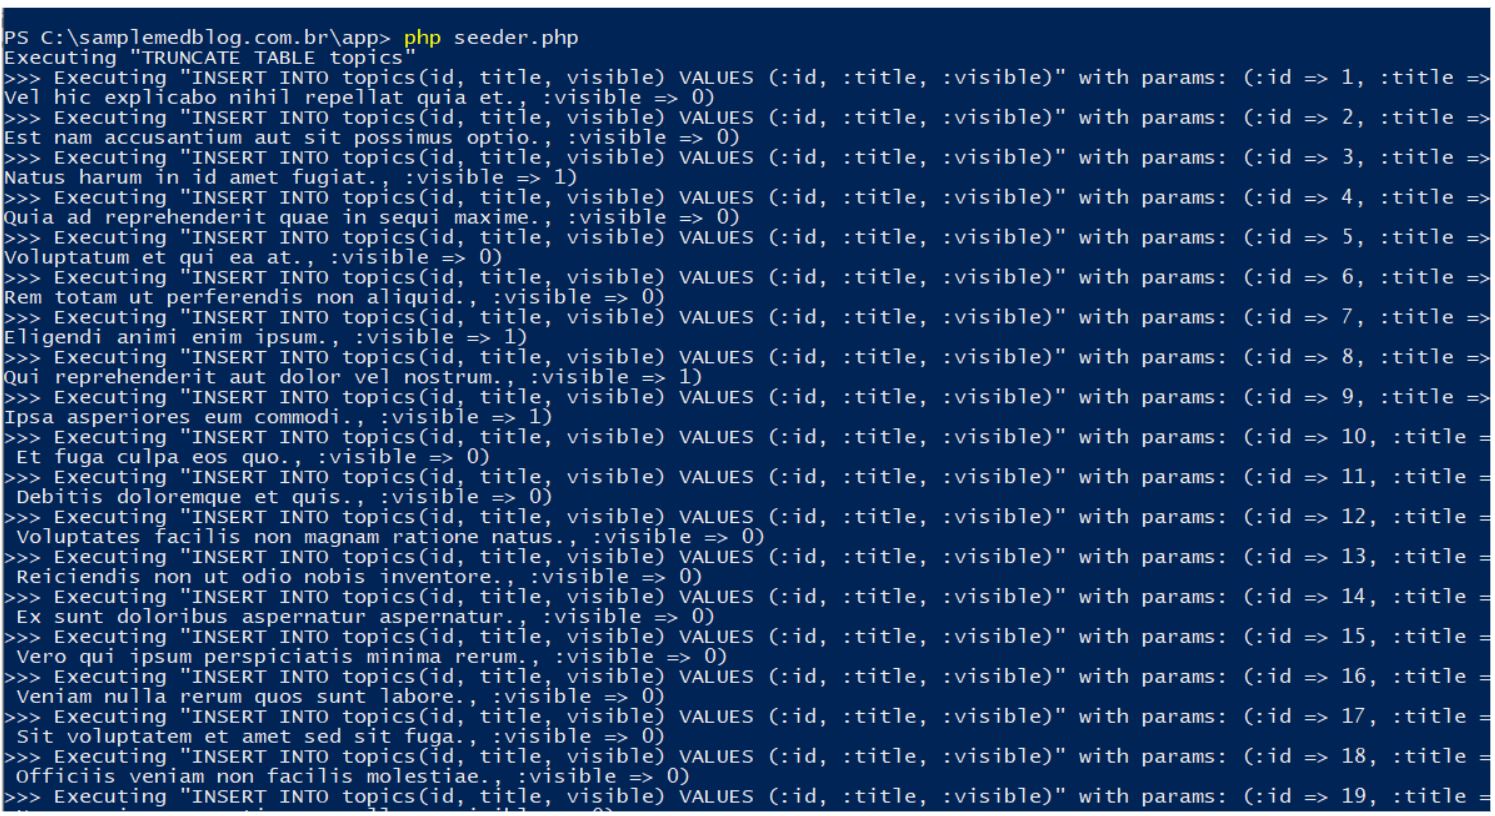 PS C:\samplemedblog.com.br\app> php seeder.php
Executing "TRUNCATE TABLE topics"
>>> Executing "INSERT INTO topics(id, title, visible) VALUES (:id, :title, :visible)" with params: (:id => 1, :title =>
Vel hic explicabo nihil repellat quia et., :visible => 0)
>>> Executing "INSERT INTO topics(id, title, visible) VALUES (:id, :title, :visible)" with params: (:id => 2, :title =>
Est nam accusantium aut sit possimus optio., :visible => 0)
>>> Executing "INSERT INTO topics(id, title, visible) VALUES (:id, :title, :visible)" with params: (:id => 3, :title =>
Natus harum in id amet fugiat., :visible => 1)
>>> Executing "INSERT INTO topics(id, title, visible) VALUES (:id, :title, :visible)" with params: (:id => 4, :title =>
Quia ad reprehenderit quae in sequi maxime., :visible => 0)
>>> Executing "INSERT INTO topics(id, title, visible) VALUES (:id, :title, :visible)" with params: (:id => 5, :title =>
Voluptatum et qui ea at., :visible => 0)
>>> Executing "INSERT INTO topics(id, title, visible) VALUES (:id, :title, :visible)" with params: (:id => 6, :title =>
Rem totam ut perferendis non aliquid., :visible => 0)
>>> Executing "INSERT INTO topics(id, title, visible) VALUES (:id, :title, :visible)" with params: (:id => 7, :title =>
Eligendi animi enim ipsum., :visible => 1)
>>> Executing "INSERT INTO topics(id, title, visible) VALUES (:id, :title, :visible)" with params: (:id => 8, :title =>
Qui reprehenderit aut dolor vel nostrum., :visible => 1)
>>> Executing "INSERT INTO topics(id, title, visible) VALUES (:id, :title, :visible)" with params: (:id => 9, :title =>
Ipsa asperiores eum commodi., :visible => 1)
>>> Executing "INSERT INTO topics(id, title, visible) VALUES (:id, :title, :visible)" with params: (:id => 10, :title =
Et fuga culpa eos quo., :visible => 0)
>>> Executing "INSERT INTO topics(id, title, visible) VALUES (:id, :title, :visible)" with params: (:id => 11, :title =
Debitis doloremque et quis., :visible => 0)
>>> Executing "INSERT INTO topics(id, title, visible) VALUES (:id, :title, :visible)" with params: (:id => 12, :title =
Voluptates facilis non magnam ratione natus., :visible => 0)
>>> Executing "INSERT INTO topics(id, title, visible) VALUES (:id, :title, :visible)" with params: (:id => 13, :title =
Reiciendis non ut odio nobis inventore., :visible => 0)
>>> Executing "INSERT INTO topics(id, title, visible) VALUES (:id, :title, :visible)" with params: (:id => 14, :title =
Ex sunt doloribus aspernatur aspernatur., :visible => 0)
>>> Executing "INSERT INTO topics(id, title, visible) VALUES (:id, :title, :visible)" with params: (:id => 15, :title =
Vero qui ipsum perspiciatis minima rerum., :visible => 0)
>>> Executing "INSERT INTO topics(id, title, visible) VALUES (:id, :title, :visible)" with params: (:id => 16, :title =
Veniam nulla rerum quos sunt labore., :visible => 0)
>>> Executing "INSERT INTO topics(id, title, visible) VALUES (:id, :title, :visible)" with params: (:id => 17, :title =
Sit voluptatem et amet sed sit fuga., :visible => 0)
>>> Executing "INSERT INTO topics(id, title, visible) VALUES (:id, :title, :visible)" with params: (:id => 18, :title =
Officiis veniam non facilis molestiae., :visible => 0)
>>> Executing "INSERT INTO topics(id, title, visible) VALUES (:id, :title, :visible)" with params: (:id => 19, :title =